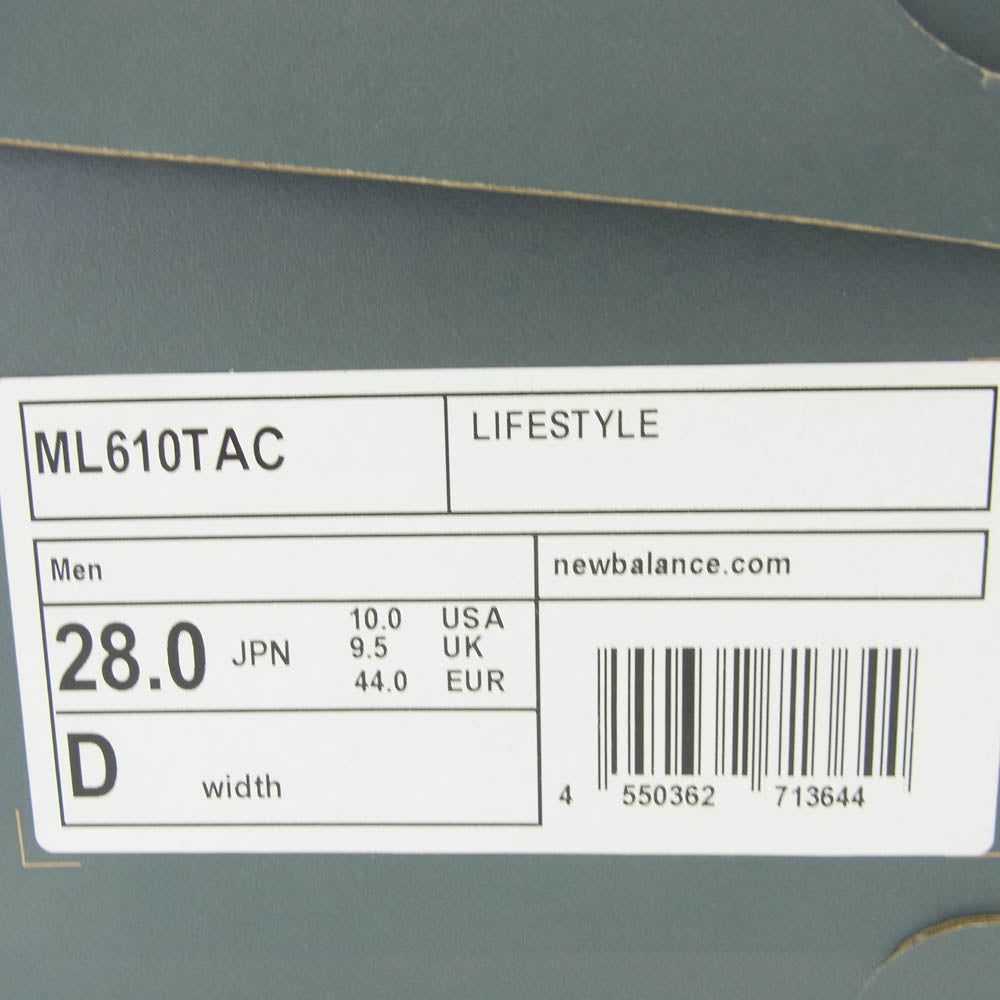 ML610TAC
LIFESTYLE
Men
newbalance.com
28.0 JPN
10.0 USA
9.5 UK
44.0 EUR
D width
4 550362 713644